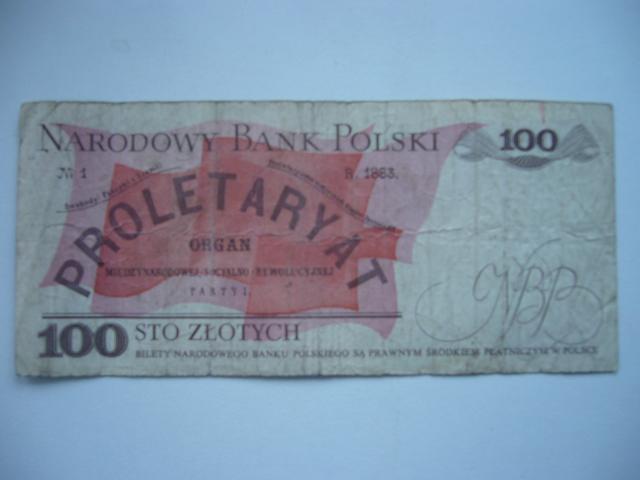 NARODOWY BANK POLSKI 100
№ 1 R. 1883.
PROLETARYAT
ORGAN
MIĘDZYNARODOWEJ SOCIALNO-REWOLUCYJNEJ
PARTYI
NBP
100 STO ZŁOTYCH
BILETY NARODOWEGO BANKU POLSKIEGO SĄ PRAWNYM ŚRODKIEM PŁATNICZYM W POLSCE